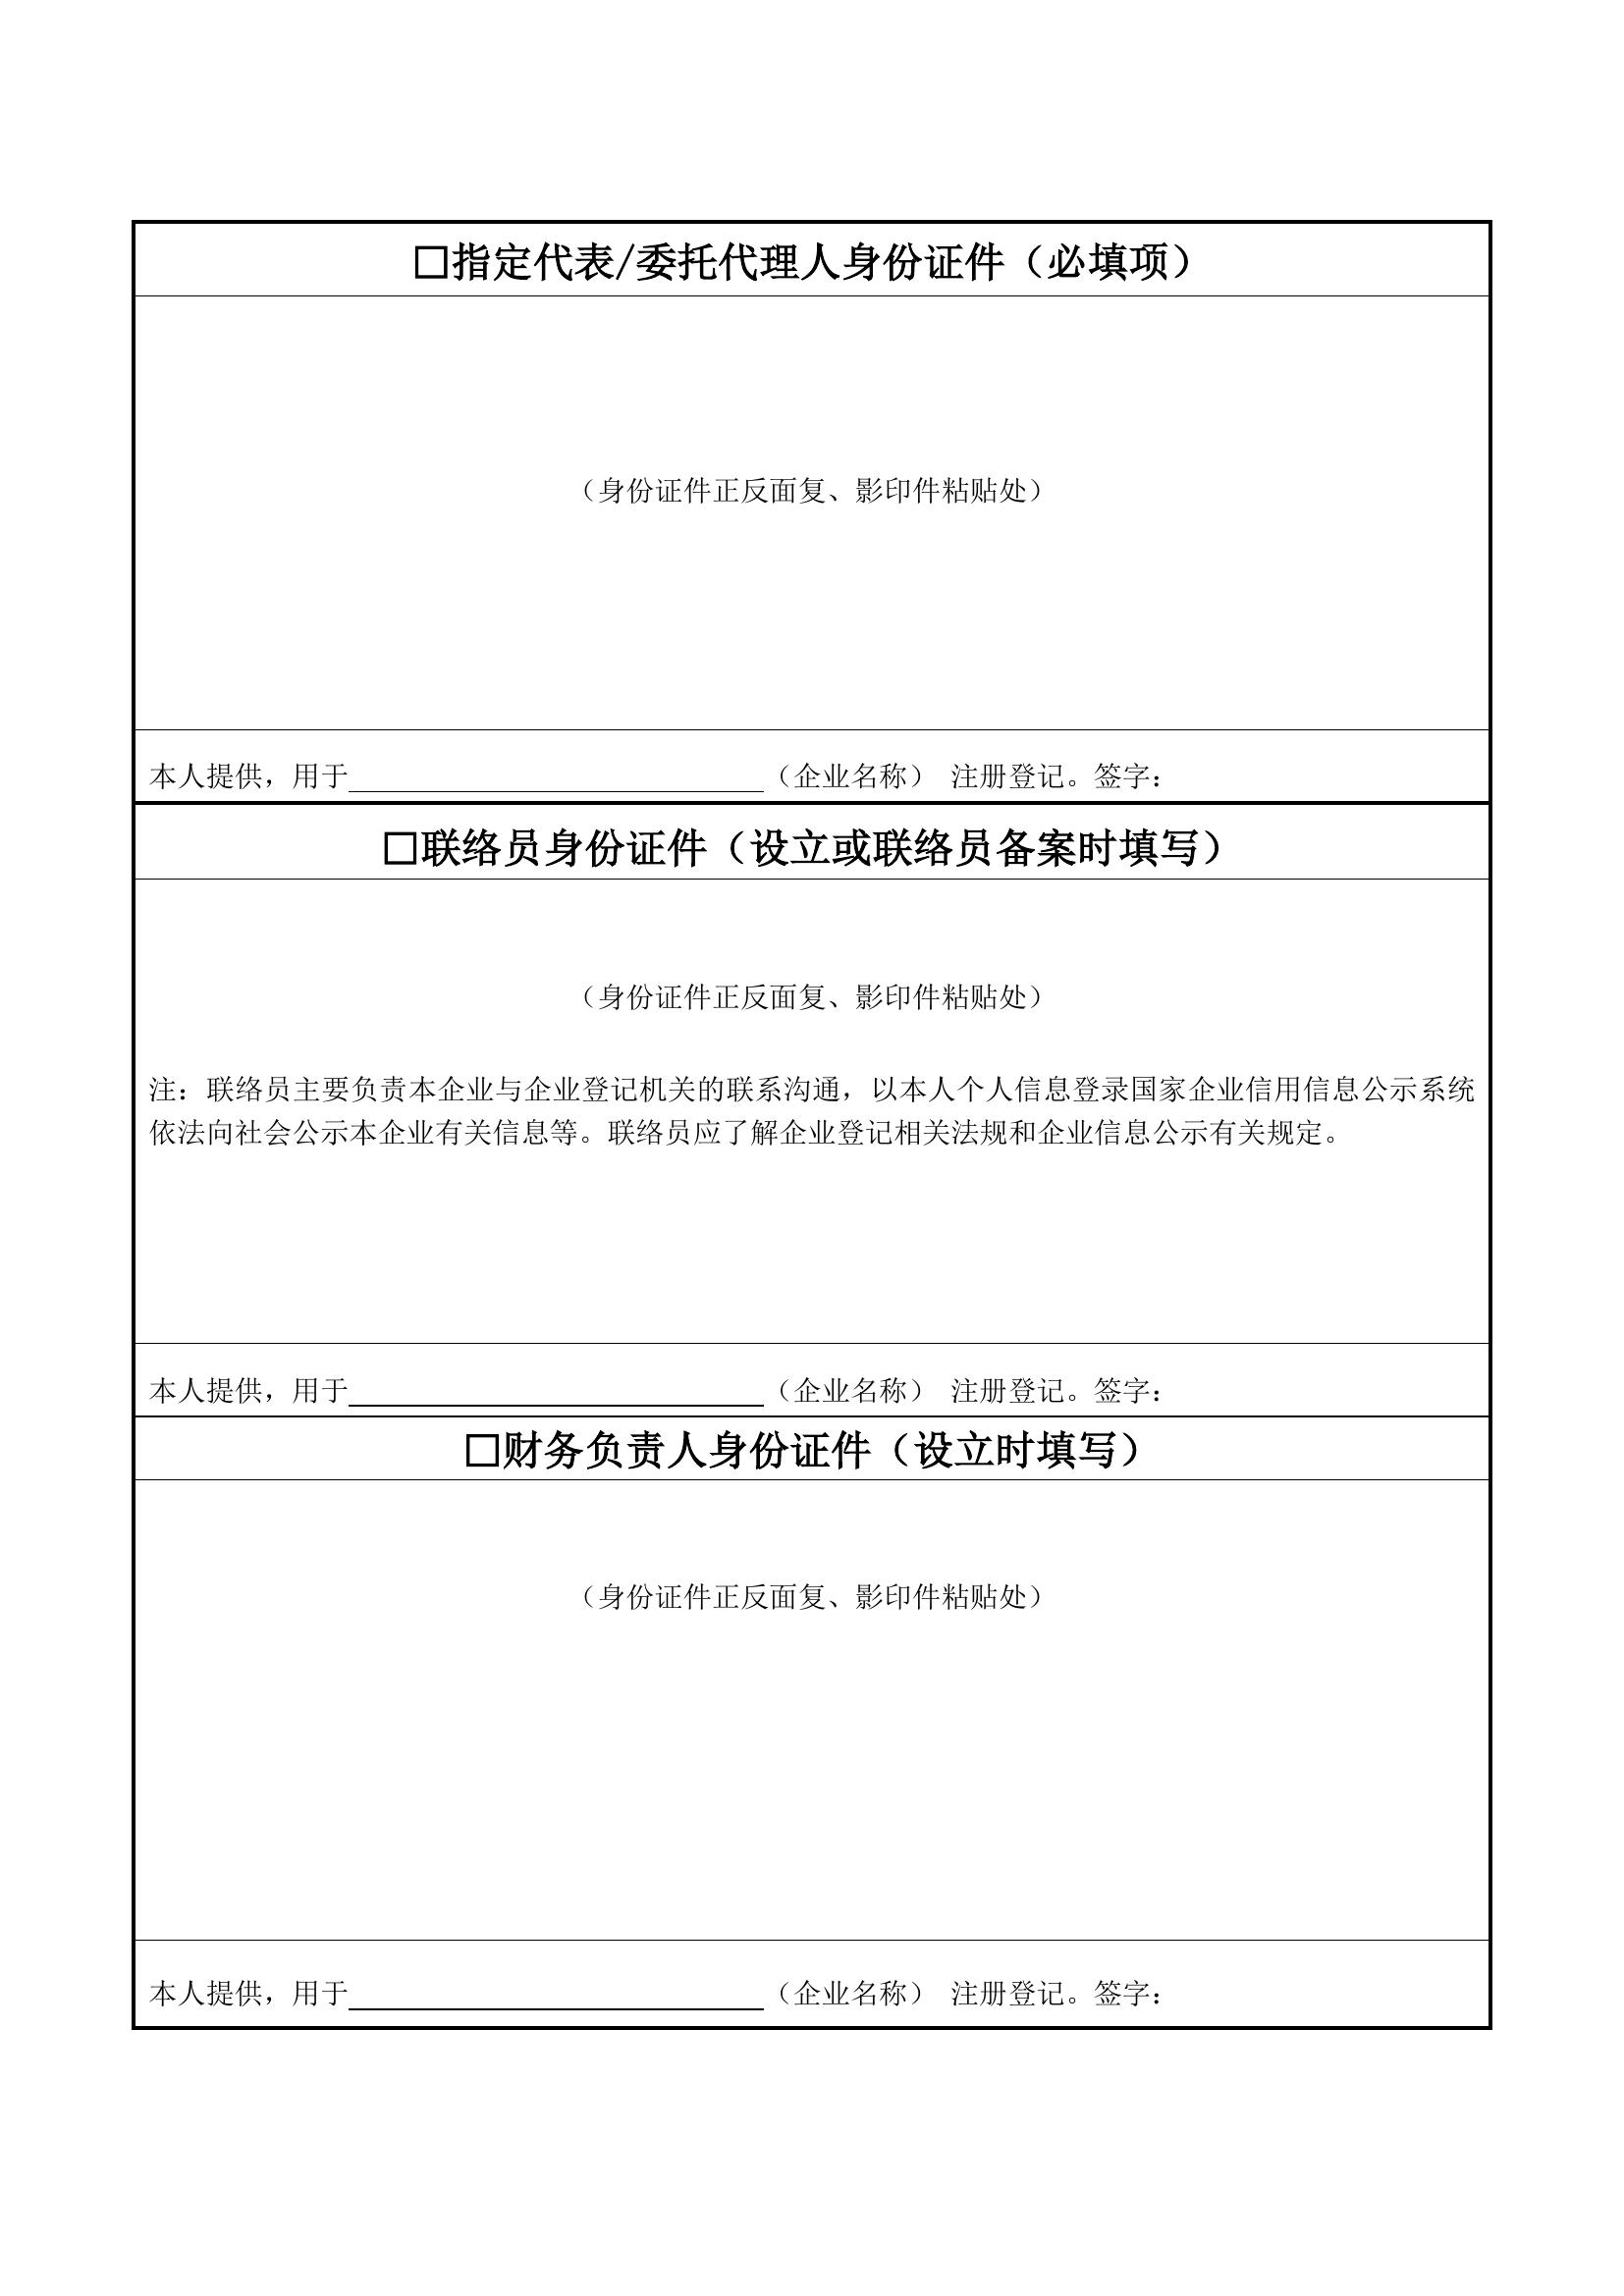 □指定代表/委托代理人身份证件（必填项）
（身份证件正反面复、影印件粘贴处）
本人提供，用于（企业名称） 注册登记。签字：
□联络员身份证件（设立或联络员备案时填写）
（身份证件正反面复、影印件粘贴处）
注：联络员主要负责本企业与企业登记机关的联系沟通，以本人个人信息登录国家企业信用信息公示系统
依法向社会公示本企业有关信息等。联络员应了解企业登记相关法规和企业信息公示有关规定。
本人提供，用于（企业名称） 注册登记。签字：
□财务负责人身份证件（设立时填写）
（身份证件正反面复、影印件粘贴处）
本人提供，用于（企业名称） 注册登记。签字：